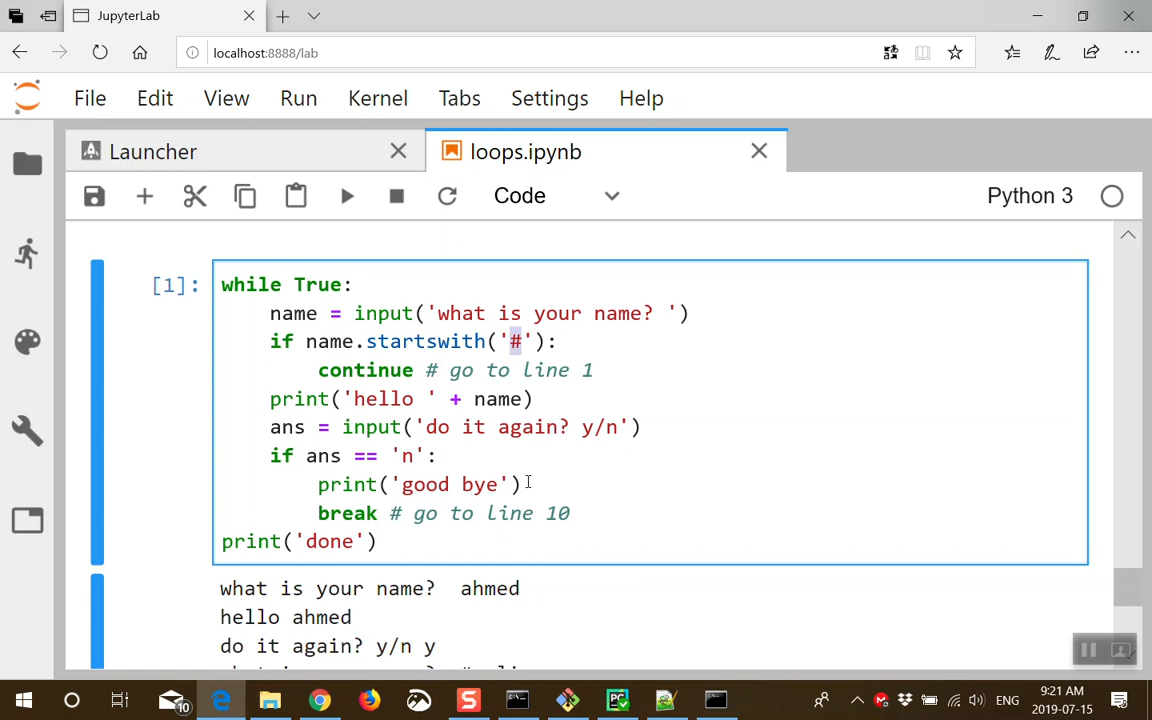 JupyterLab
localhost:8888/lab
File Edit View Run Kernel Tabs Settings Help
Launcher
loops.ipynb
Code
Python 3
[1]:
while True:
    name = input('what is your name? ')
    if name.startswith('#'):
        continue # go to line 1
    print('hello ' + name)
    ans = input('do it again? y/n')
    if ans == 'n':
        print('good bye')
        break # go to line 10
print('done')
what is your name?  ahmed
hello ahmed
do it again? y/n y
10
PC
ENG
9:21 AM
2019-07-15